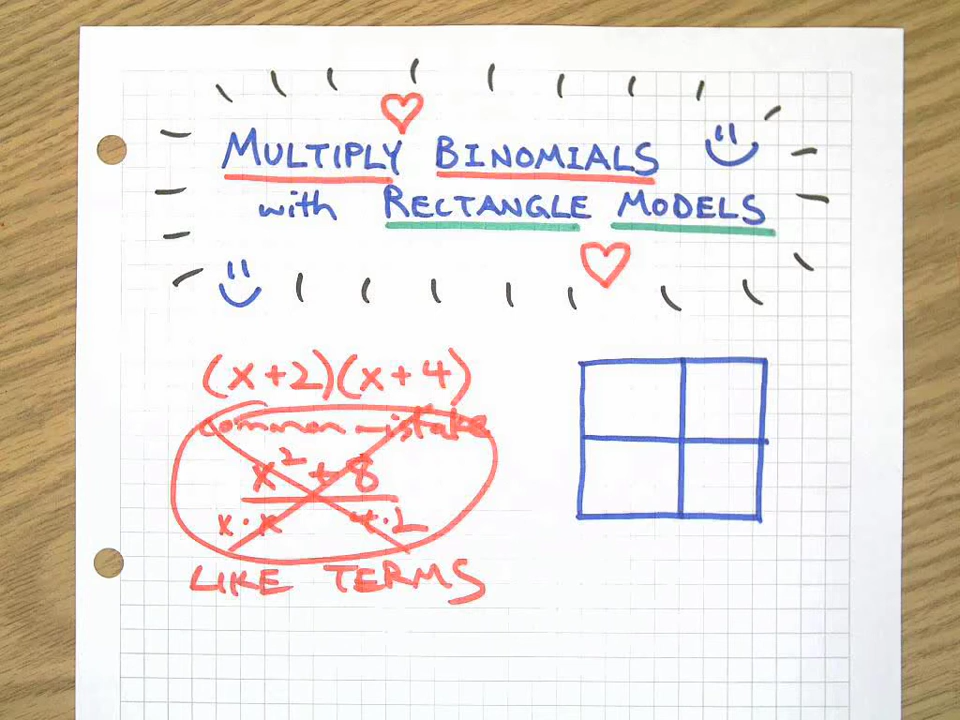 MULTIPLY BINOMIALS
with RECTANGLE MODELS
(x+2)(x+4)
common mistake
x² + 8
x·x 4·2
LIKE TERMS